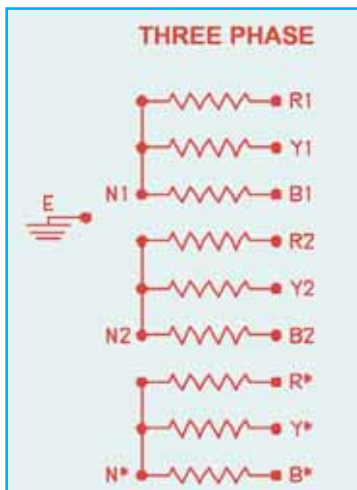 THREE PHASE
R1
Y1
N1 B1
E
R2
Y2
N2 B2
R*
Y*
N* B*